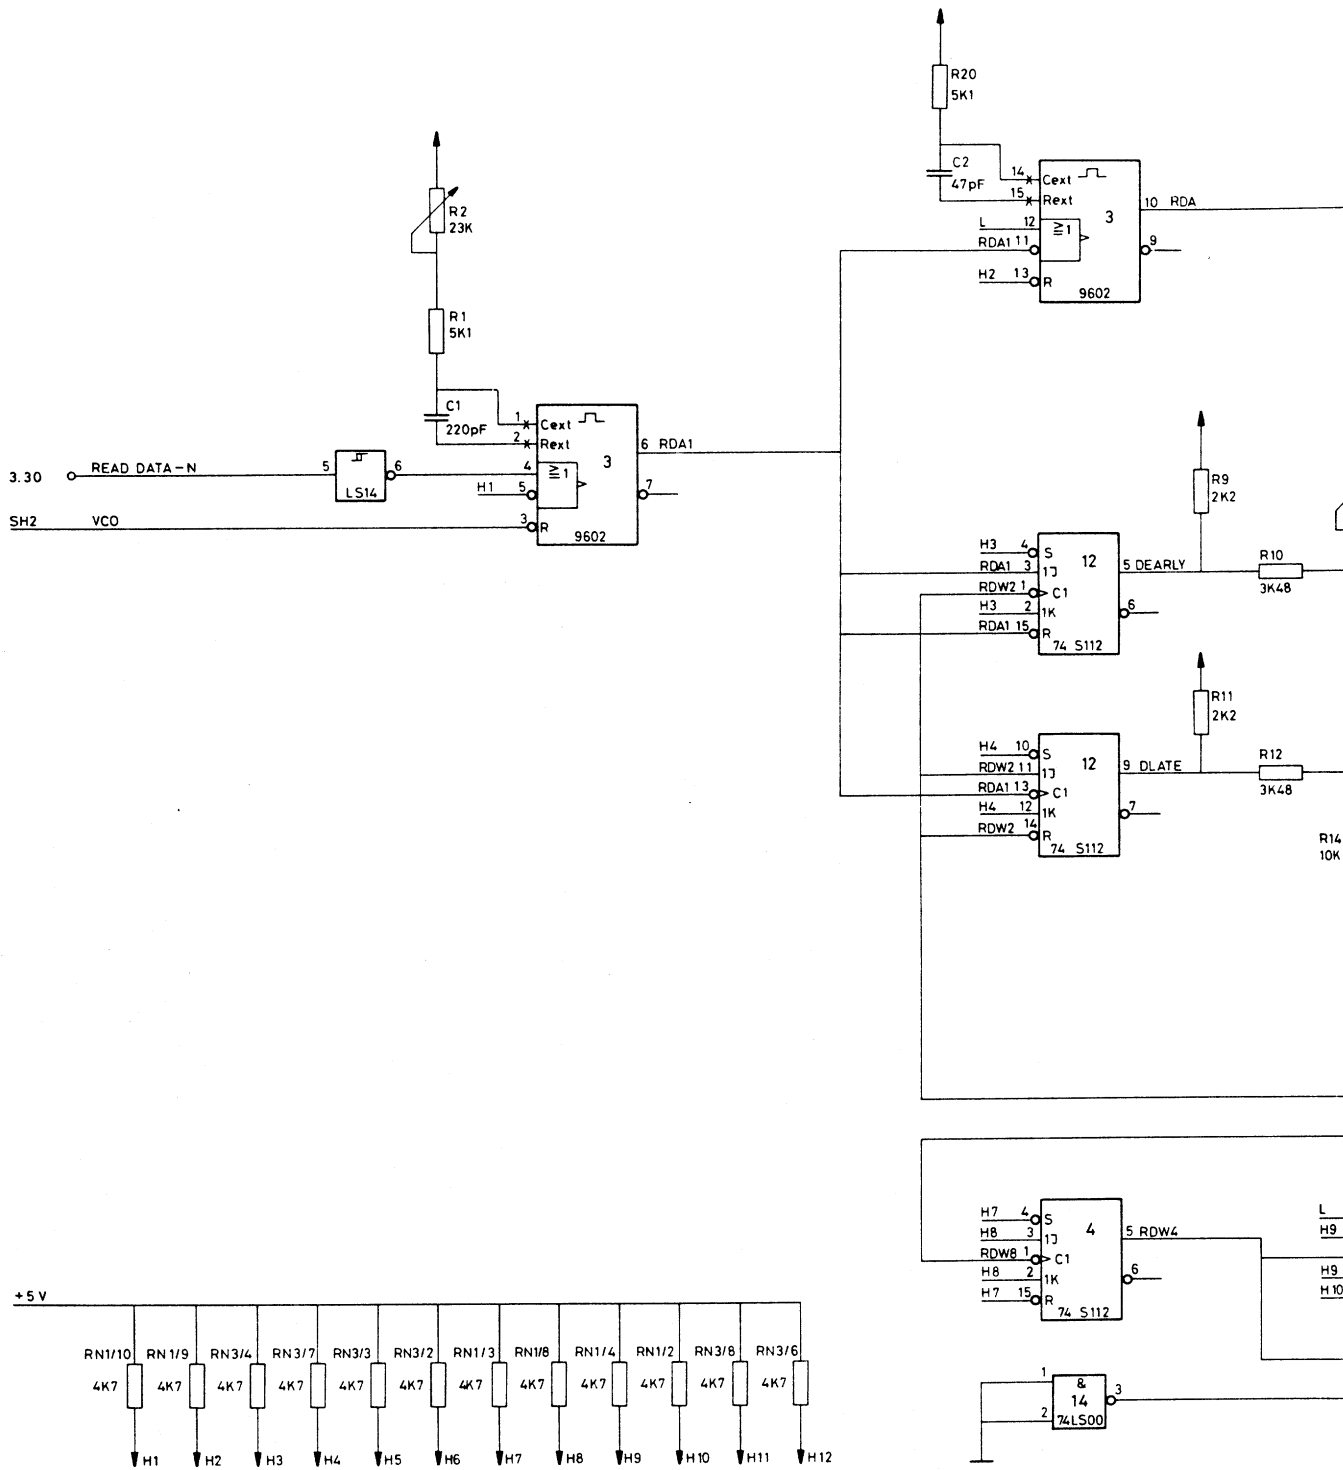 R20
5K1
C2
47pF
14 Cext
15 Rext
3
10 RDA
L 12 ≥1
RDA1 11
9
H2 13 R
9602
R2
23K
R1
5K1
C1
220pF
1 Cext
2 Rext
3
6 RDA1
3.30 READ DATA-N 5 6 4 ≥1
LS14
H1 5
7
SH2 VCO 3 R
9602
R9
2K2
H3 4 S 12
RDA1 3 1J 5 DEARLY R10
3K48
RDW2 1 C1
H3 2 1K 6
RDA1 15 R
74 S112
R11
2K2
H4 10 S 12
RDW2 11 1J 9 DLATE R12
3K48
RDA1 13 C1
H4 12 1K 7
RDW2 14 R
74 S112
R14
10K
H7 4 S 4
H8 3 1J 5 RDW4
RDW8 1 C1
H8 2 1K 6
H7 15 R
74 S112
L
H9
H9
H10
+5V
RN1/10 RN1/9 RN3/4 RN3/7 RN3/3 RN3/2 RN1/3 RN1/8 RN1/4 RN1/2 RN3/8 RN3/6
4K7 4K7 4K7 4K7 4K7 4K7 4K7 4K7 4K7 4K7 4K7 4K7
H1 H2 H3 H4 H5 H6 H7 H8 H9 H10 H11 H12
1 &
14 3
2 74LS00